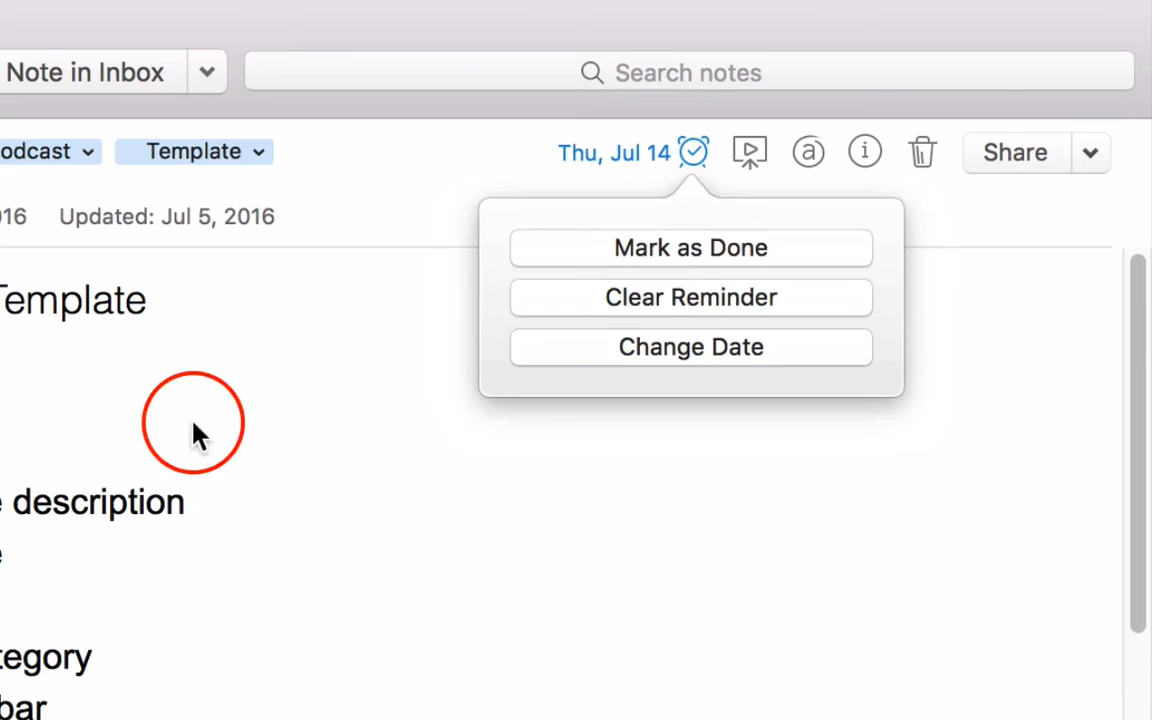 Note in Inbox
Search notes
odcast
Template
Thu, Jul 14
Share
016
Updated: Jul 5, 2016
Mark as Done
Clear Reminder
Change Date
Template
description
tegory
bar